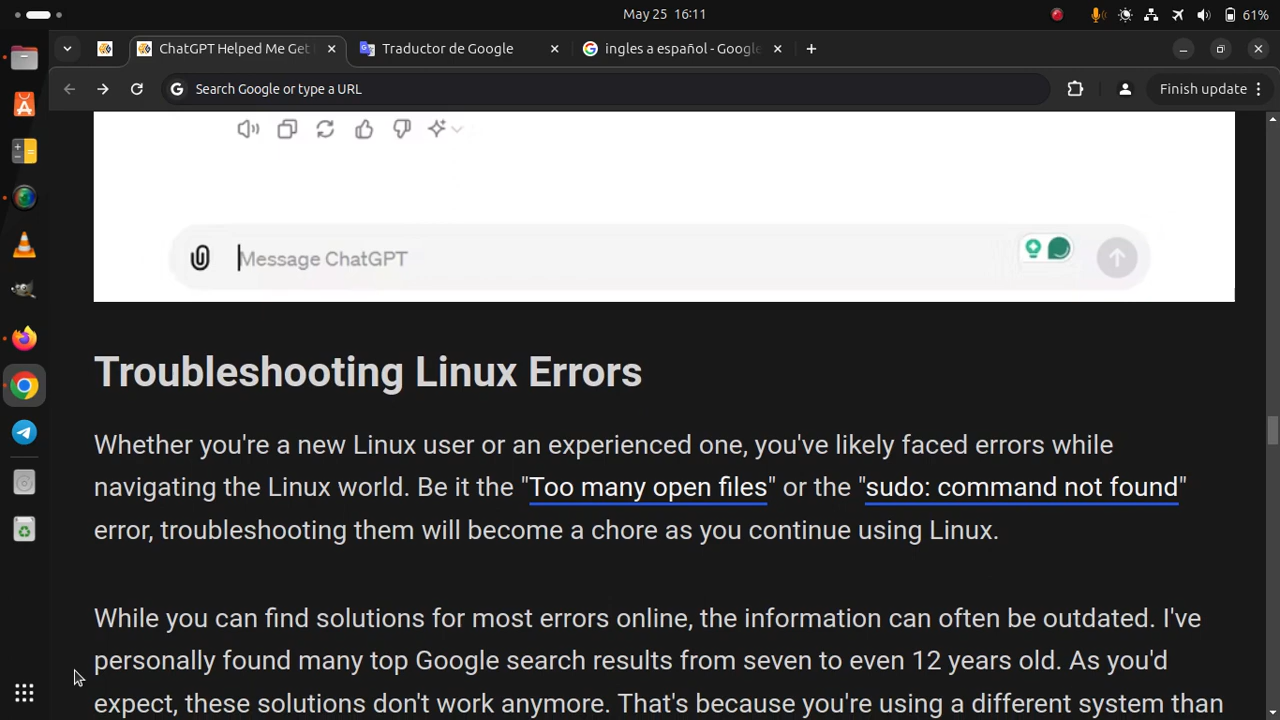 May 25 16:11
61%
ChatGPT Helped Me Get
Traductor de Google
ingles a español - Google
Search Google or type a URL
Finish update
Message ChatGPT
Troubleshooting Linux Errors
Whether you're a new Linux user or an experienced one, you've likely faced errors while
navigating the Linux world. Be it the "Too many open files" or the "sudo: command not found"
error, troubleshooting them will become a chore as you continue using Linux.
While you can find solutions for most errors online, the information can often be outdated. I've
personally found many top Google search results from seven to even 12 years old. As you'd
expect, these solutions don't work anymore. That's because you're using a different system than